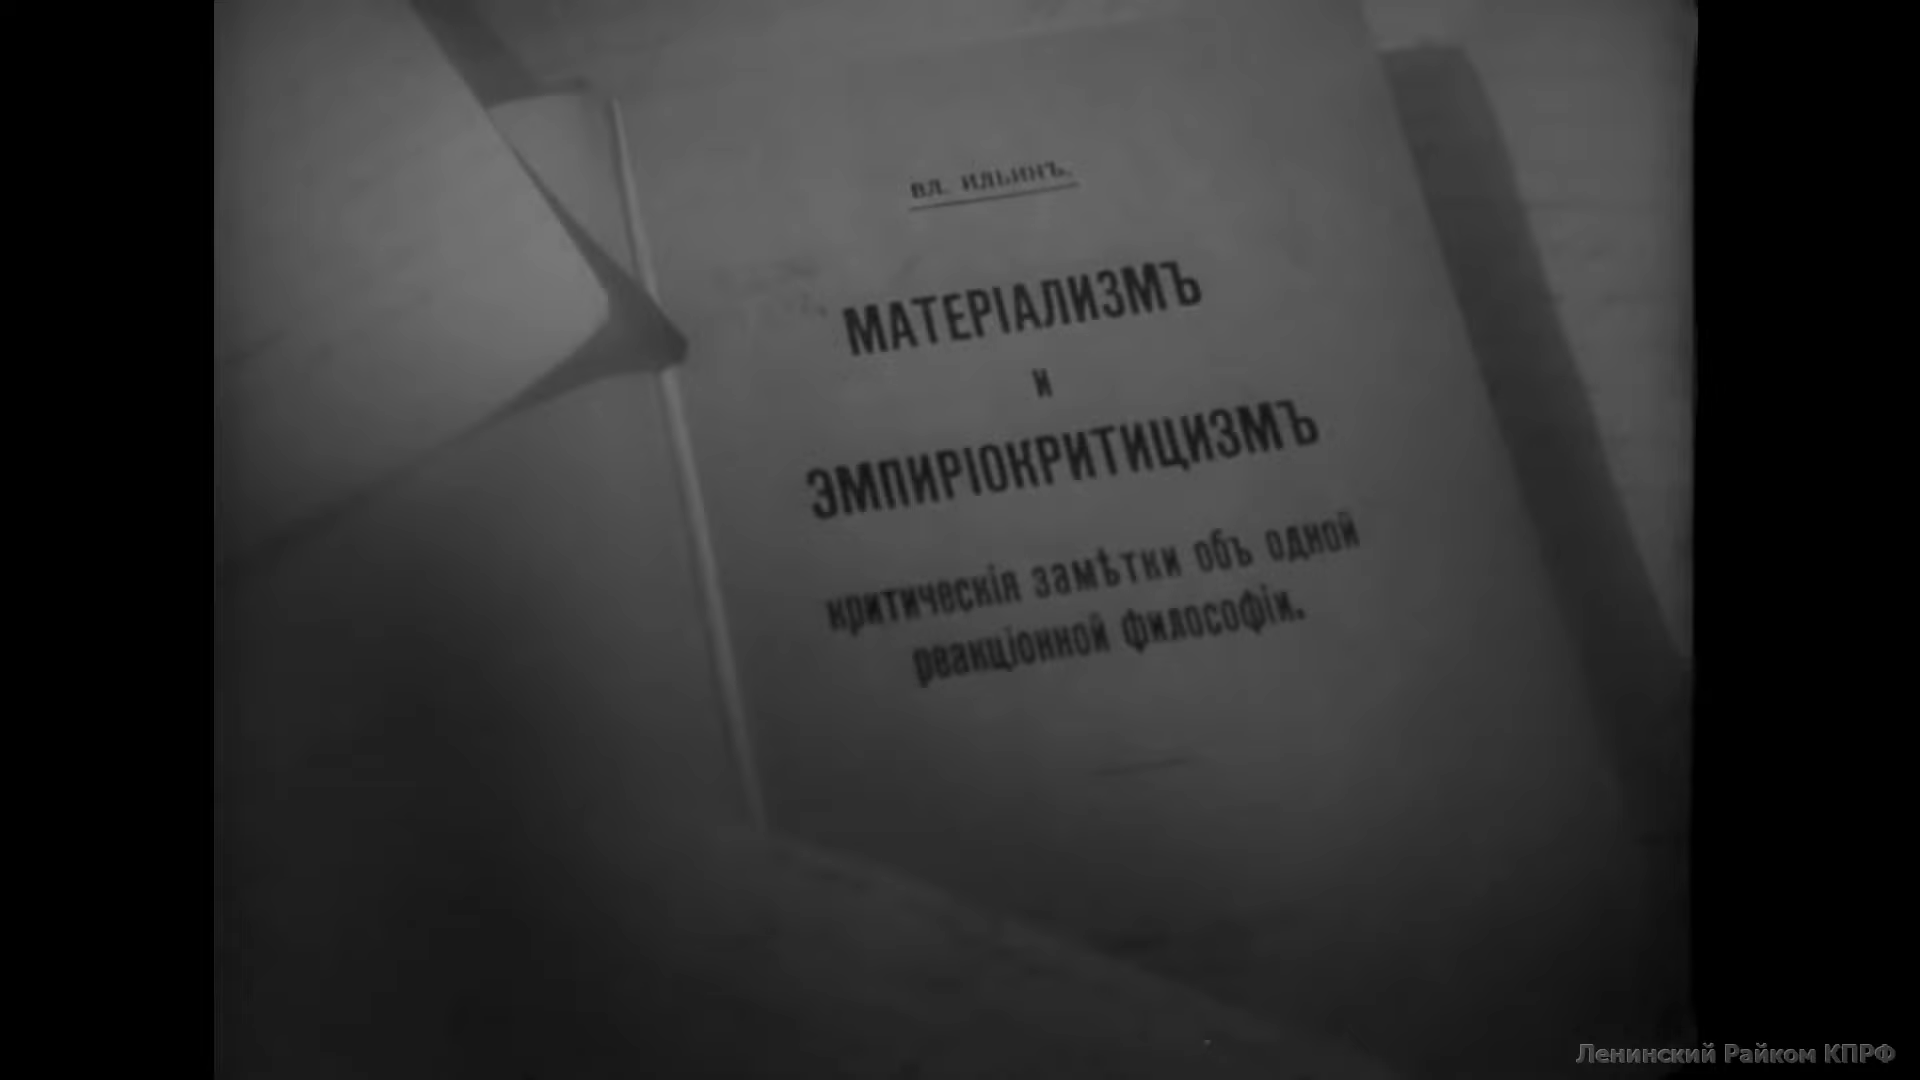 ВЛ. ИЛЬИНЪ.
МАТЕРІАЛИЗМЪ
и
ЭМПИРІОКРИТИЦИЗМЪ
критическія замѣтки объ одной
реакціонной философіи.
Ленинский Райком КПРФ